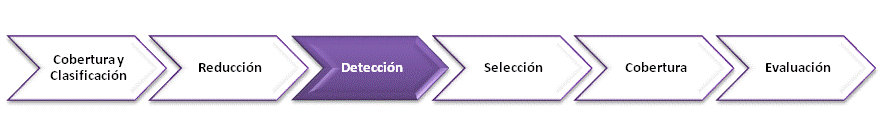 Cobertura y
Clasificación
Reducción
Detección
Selección
Cobertura
Evaluación